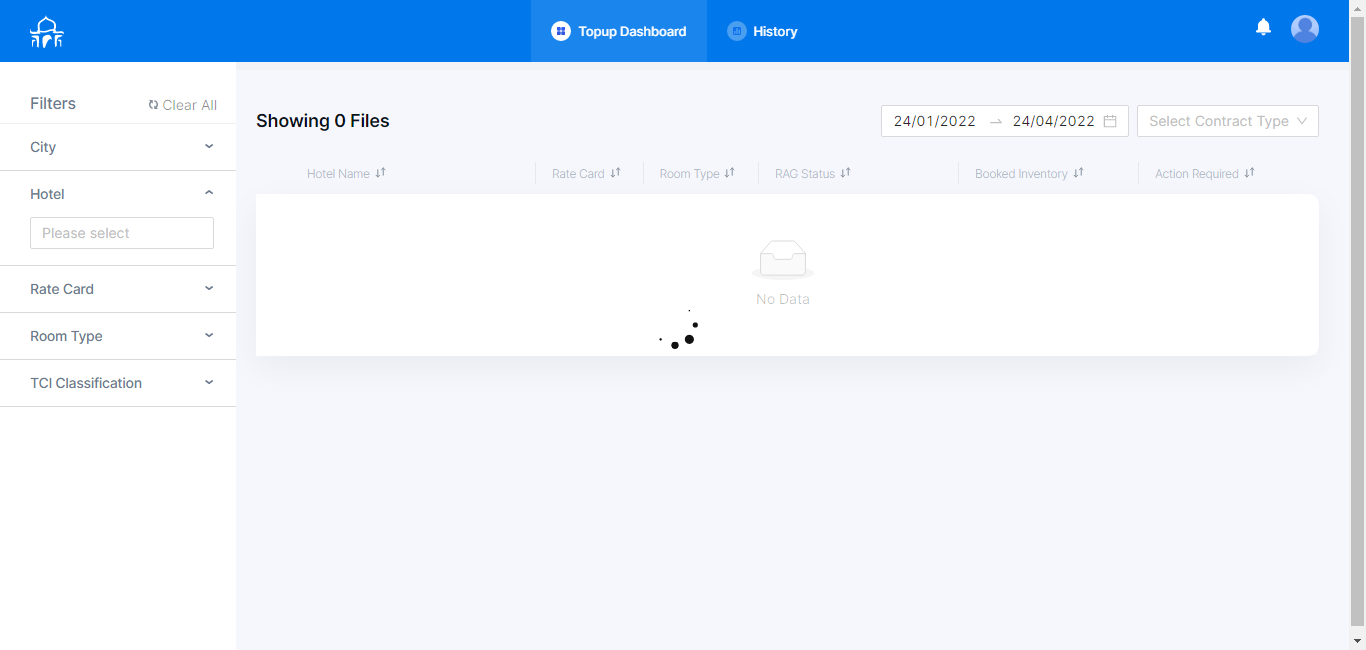 Topup Dashboard
History
Filters
Clear All
City
Hotel
Please select
Rate Card
Room Type
TCI Classification
Showing 0 Files
24/01/2022
24/04/2022
Select Contract Type
Hotel Name
Rate Card
Room Type
RAG Status
Booked Inventory
Action Required
No Data